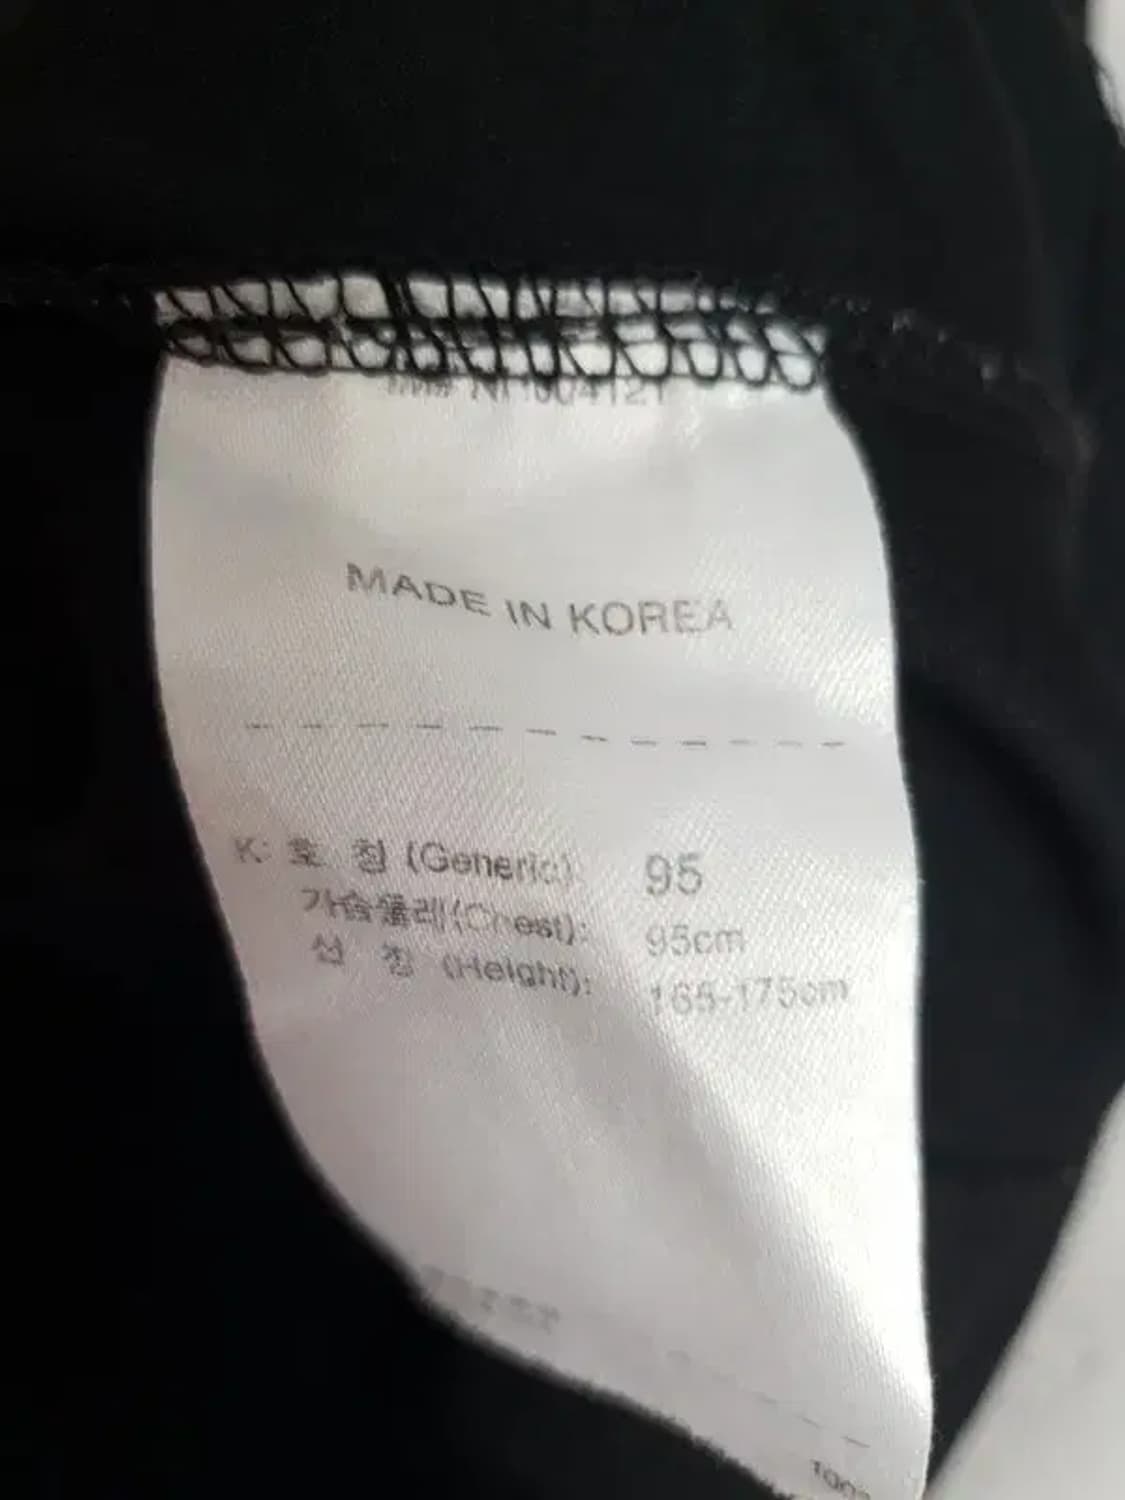 MADE IN KOREA
K: 호 칭 (Generic): 95
가슴둘레(Chest): 95cm
신 장 (Height): 165-175cm